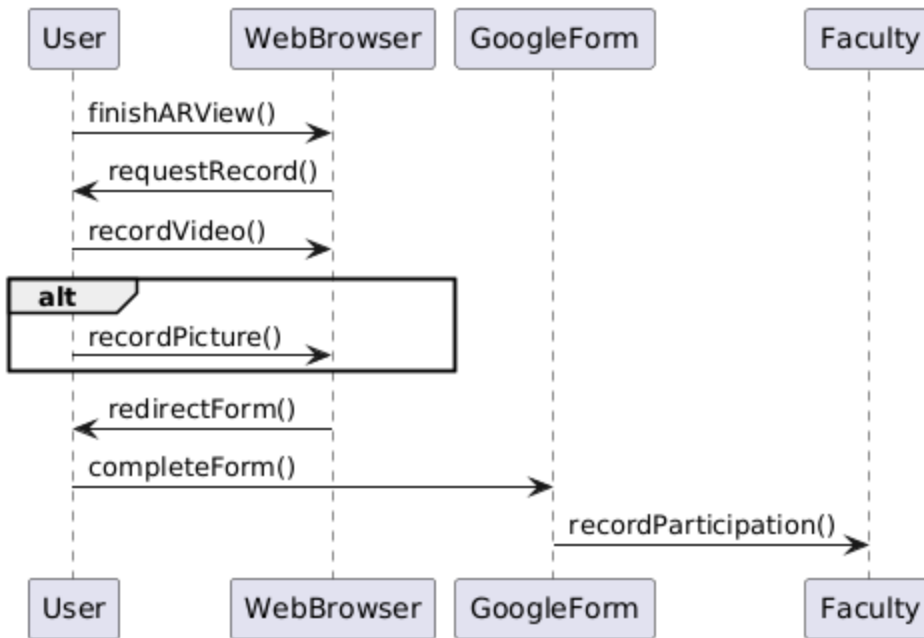 User WebBrowser GoogleForm Faculty
finishARView()
requestRecord()
recordVideo()
alt
recordPicture()
redirectForm()
completeForm()
recordParticipation()
User WebBrowser GoogleForm Faculty